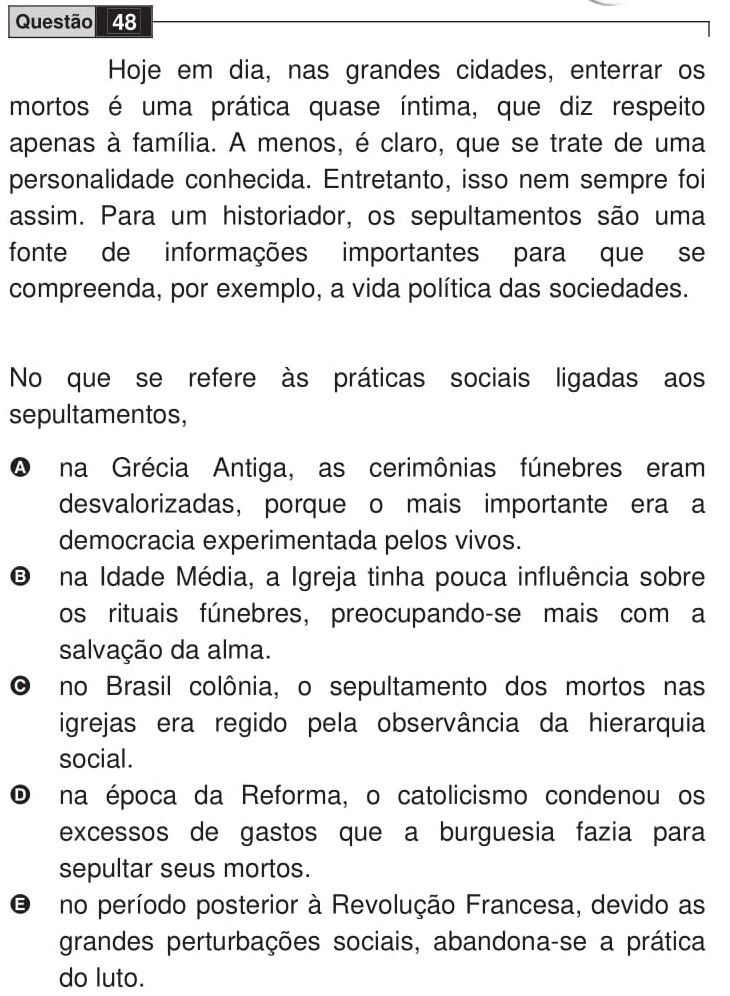 Questão 48
Hoje em dia, nas grandes cidades, enterrar os
mortos é uma prática quase íntima, que diz respeito
apenas à família. A menos, é claro, que se trate de uma
personalidade conhecida. Entretanto, isso nem sempre foi
assim. Para um historiador, os sepultamentos são uma
fonte de informações importantes para que se
compreenda, por exemplo, a vida política das sociedades.
No que se refere às práticas sociais ligadas aos
sepultamentos,
A na Grécia Antiga, as cerimônias fúnebres eram
desvalorizadas, porque o mais importante era a
democracia experimentada pelos vivos.
B na Idade Média, a Igreja tinha pouca influência sobre
os rituais fúnebres, preocupando-se mais com a
salvação da alma.
C no Brasil colônia, o sepultamento dos mortos nas
igrejas era regido pela observância da hierarquia
social.
D na época da Reforma, o catolicismo condenou os
excessos de gastos que a burguesia fazia para
sepultar seus mortos.
E no período posterior à Revolução Francesa, devido as
grandes perturbações sociais, abandona-se a prática
do luto.